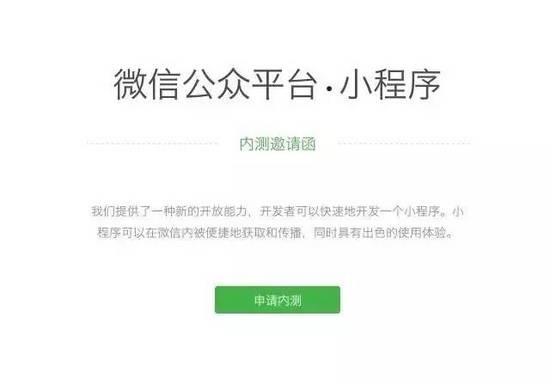 微信公众平台·小程序
内测邀请函
我们提供了一种新的开放能力，开发者可以快速地开发一个小程序。小
程序可以在微信内被便捷地获取和传播，同时具有出色的使用体验。
申请内测